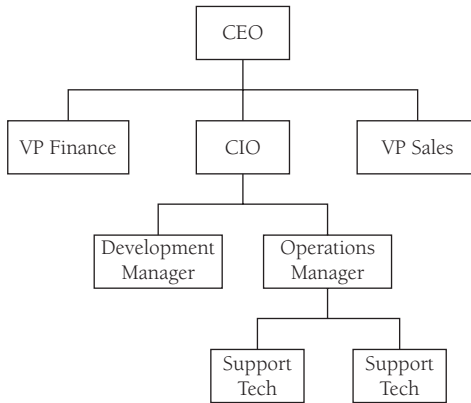 CEO
VP Finance
CIO
VP Sales
Development
Manager
Operations
Manager
Support
Tech
Support
Tech